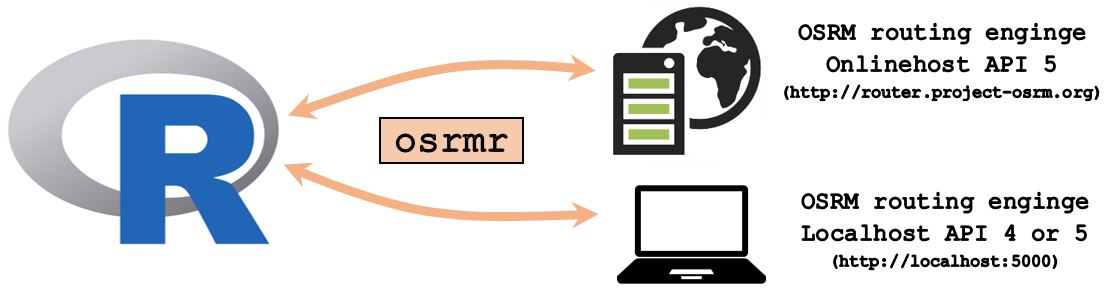 R
osrmr
OSRM routing enginge
Onlinehost API 5
(http://router.project-osrm.org)
OSRM routing enginge
Localhost API 4 or 5
(http://localhost:5000)